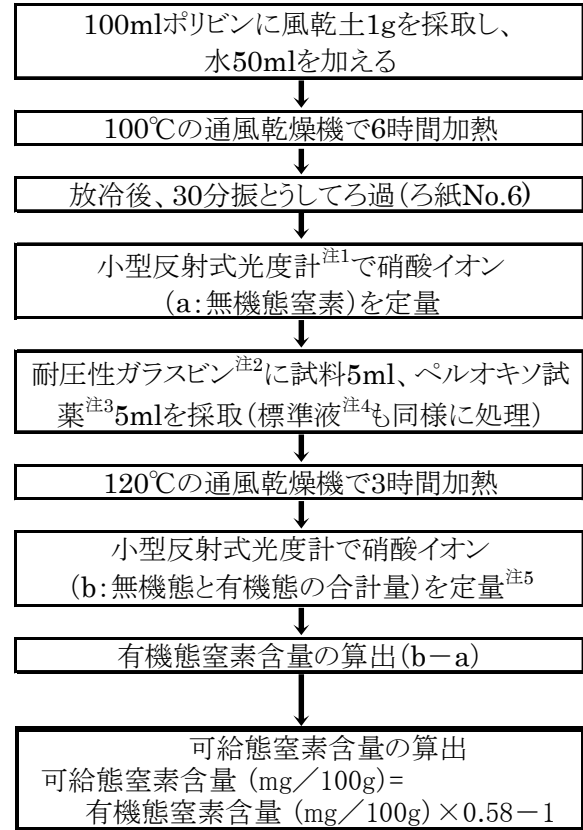 100mlポリビンに風乾土1gを採取し、
水50mlを加える
100℃の通風乾燥機で6時間加熱
放冷後、30分振とうしてろ過(ろ紙No.6)
小型反射式光度計注1で硝酸イオン
(a:無機態窒素)を定量
耐圧性ガラスビン注2に試料5ml、ペルオキソ試
薬注35mlを採取(標準液注4も同様に処理)
120℃の通風乾燥機で3時間加熱
小型反射式光度計で硝酸イオン
(b:無機態と有機態の合計量)を定量注5
有機態窒素含量の算出(b-a)
可給態窒素含量の算出
可給態窒素含量 (mg/100g)=
有機態窒素含量 (mg/100g)×0.58-1